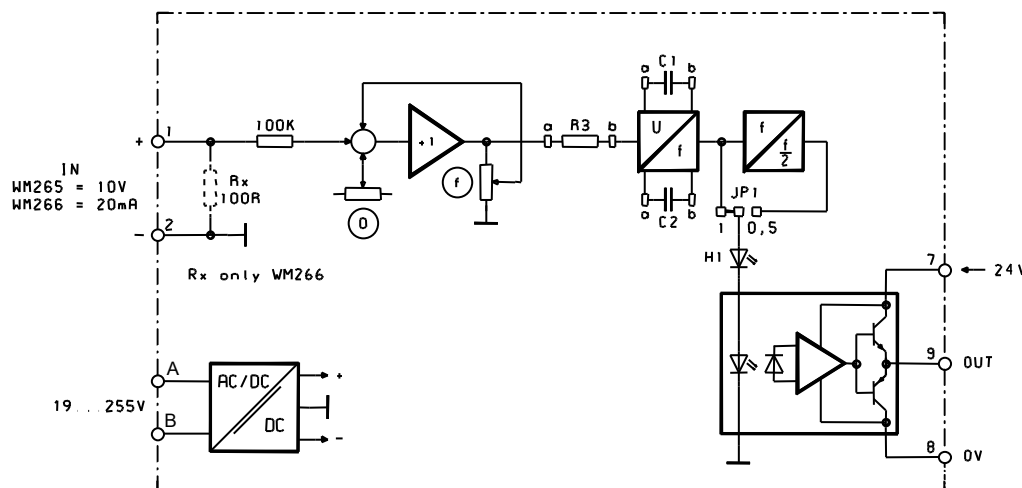 + 1
100K
IN
WM265 = 10V
WM266 = 20mA
Rx
100R
- 2
Rx only WM266
0
+1
f
a R3 b
a C1 b
U
f
a C2 b
f
f
2
JP1
1 0,5
H1
7 24V
9 OUT
8 0V
A
19...255V
B
AC/DC
DC
+
-